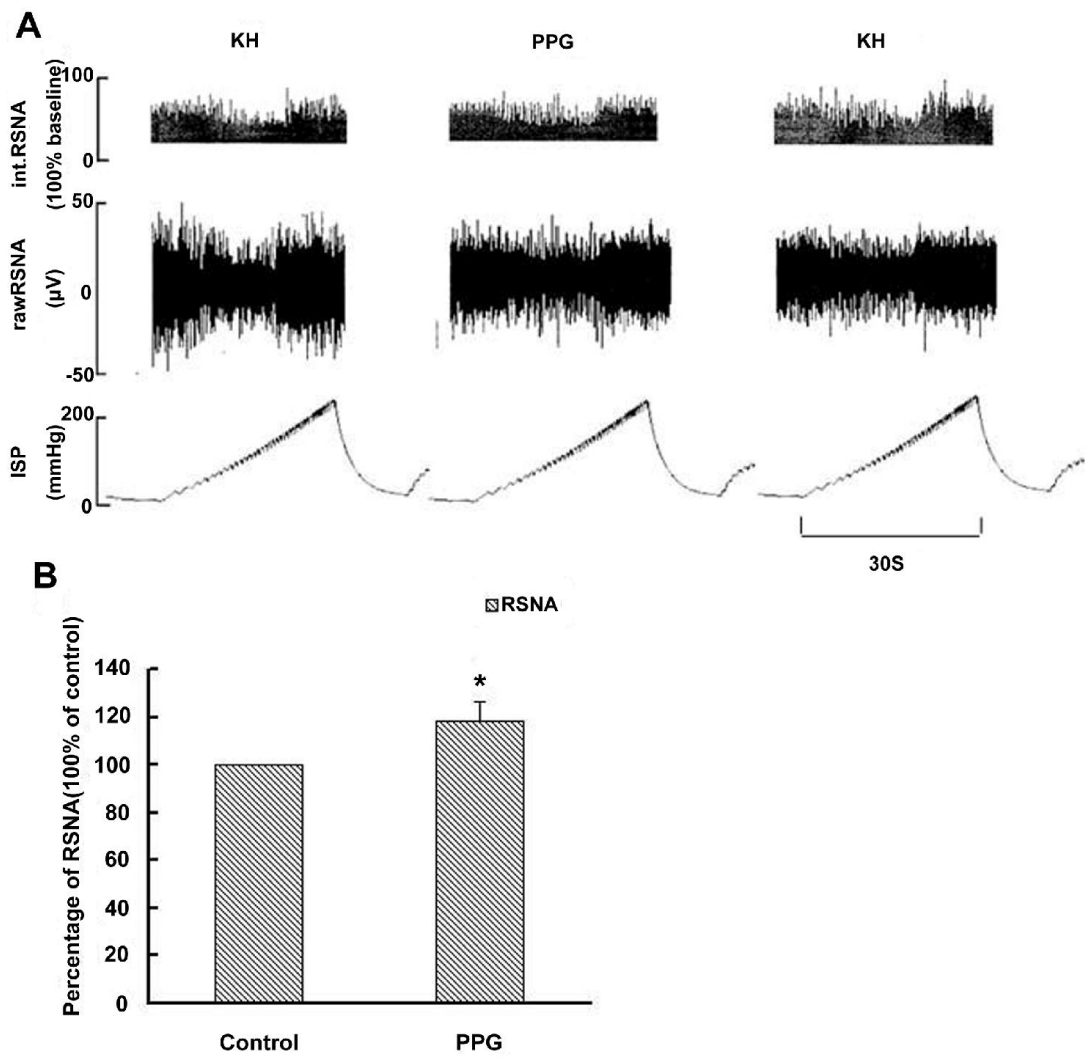 A
KH PPG KH
int.RSNA
(100% baseline)
100
0
rawRSNA
(μV)
50
0
-50
ISP
(mmHg)
200
0
30S
B
RSNA
Percentage of RSNA(100% of control)
140
120
100
80
60
40
20
0
*
Control PPG